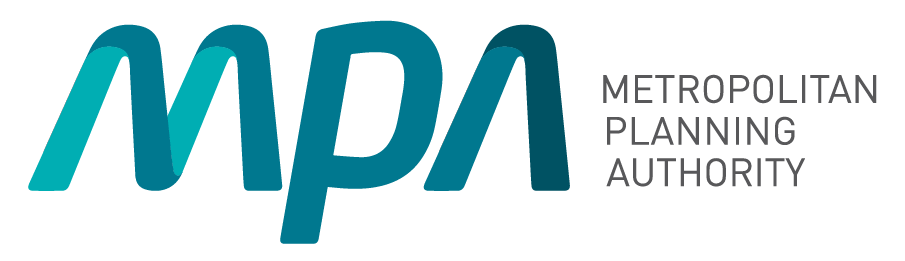 MPA
METROPOLITAN
PLANNING
AUTHORITY